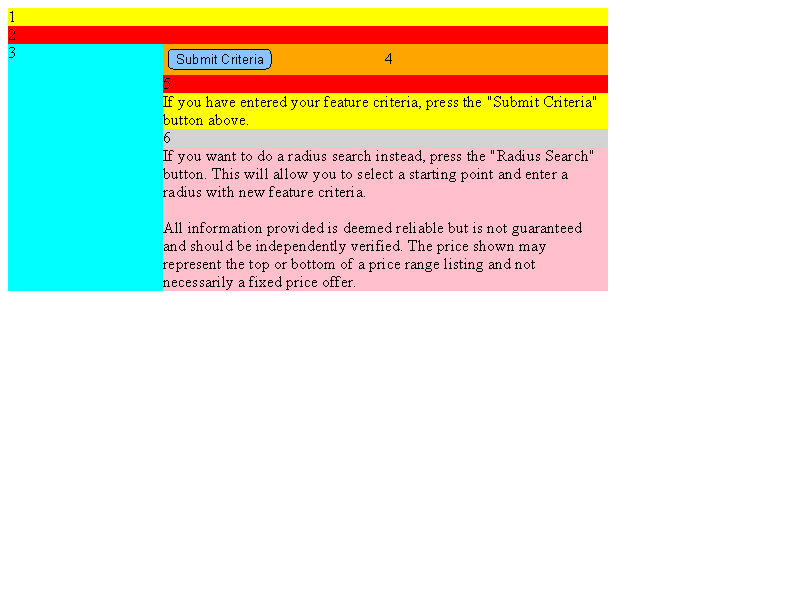 1
2
3
Submit Criteria 4
5
If you have entered your feature criteria, press the "Submit Criteria"
button above.
6
If you want to do a radius search instead, press the "Radius Search"
button. This will allow you to select a starting point and enter a
radius with new feature criteria.
All information provided is deemed reliable but is not guaranteed
and should be independently verified. The price shown may
represent the top or bottom of a price range listing and not
necessarily a fixed price offer.